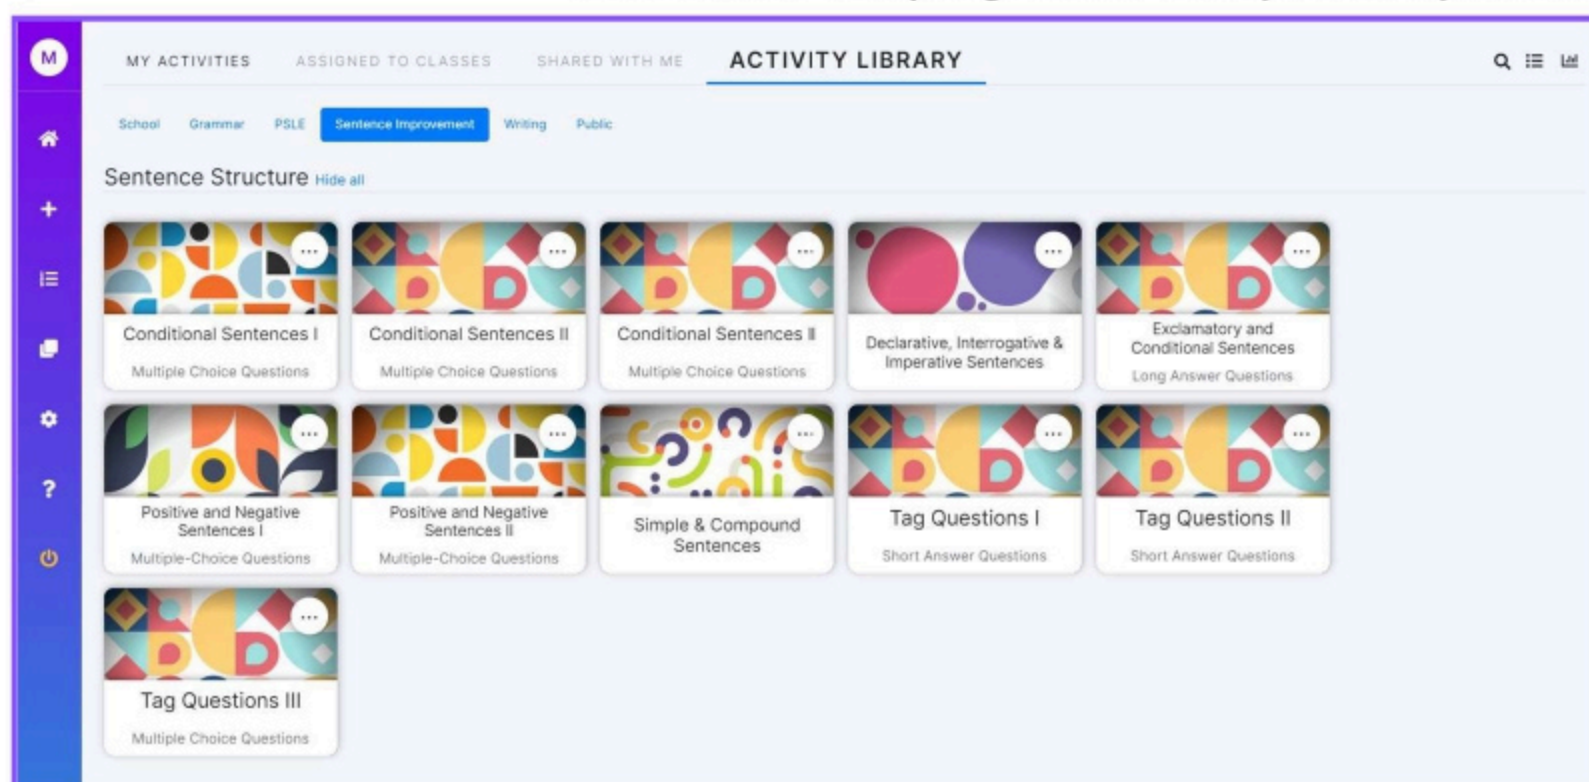 M
MY ACTIVITIES ASSIGNED TO CLASSES SHARED WITH ME ACTIVITY LIBRARY
School Grammar PSLE Sentence Improvement Writing Public
Sentence Structure Hide all
Conditional Sentences I
Multiple Choice Questions
Conditional Sentences II
Multiple Choice Questions
Conditional Sentences II
Multiple Choice Questions
Declarative, Interrogative &
Imperative Sentences
Exclamatory and
Conditional Sentences
Long Answer Questions
Positive and Negative
Sentences I
Multiple-Choice Questions
Positive and Negative
Sentences II
Multiple-Choice Questions
Simple & Compound
Sentences
Tag Questions I
Short Answer Questions
Tag Questions II
Short Answer Questions
Tag Questions III
Multiple Choice Questions